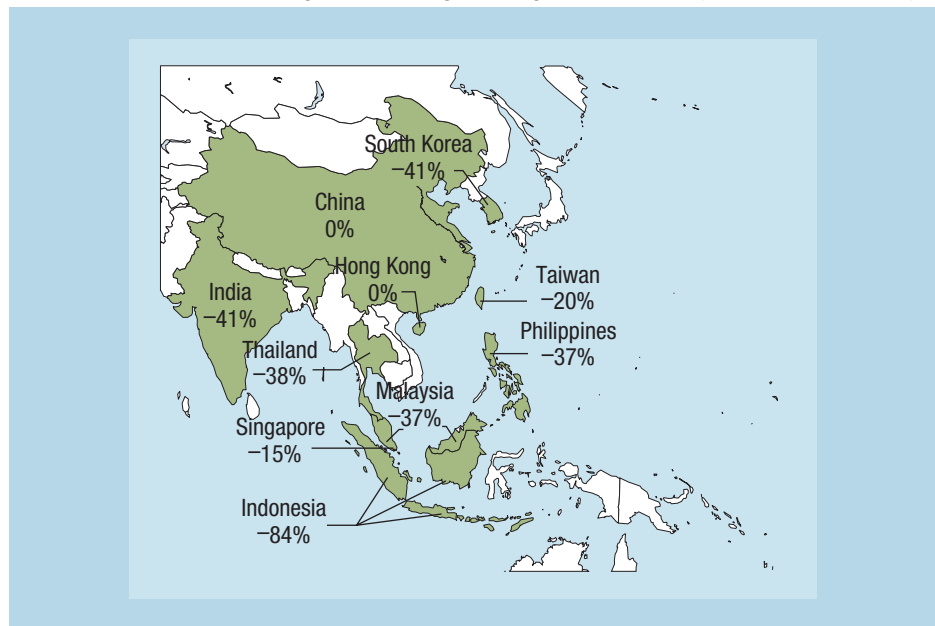 South Korea
–41%
China
0%
Hong Kong
0%
Taiwan
–20%
India
–41%
Philippines
–37%
Thailand
–38%
Malaysia
–37%
Singapore
–15%
Indonesia
–84%